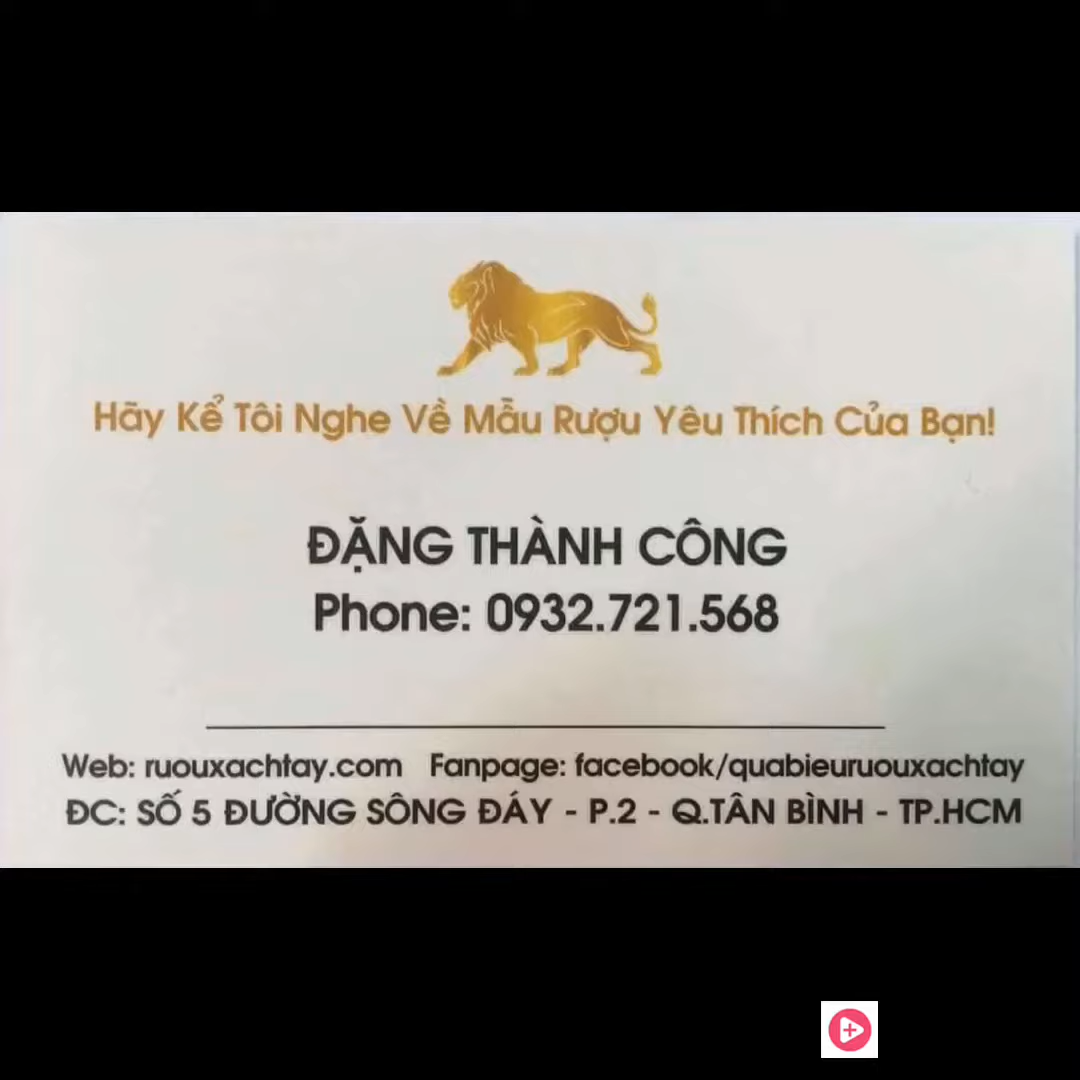 Hãy Kể Tôi Nghe Về Mẫu Rượu Yêu Thích Của Bạn!
ĐẶNG THÀNH CÔNG
Phone: 0932.721.568
Web: ruouxachtay.com Fanpage: facebook/quabieuruouxachtay
ĐC: SỐ 5 ĐƯỜNG SÔNG ĐÁY - P.2 - Q.TÂN BÌNH - TP.HCM